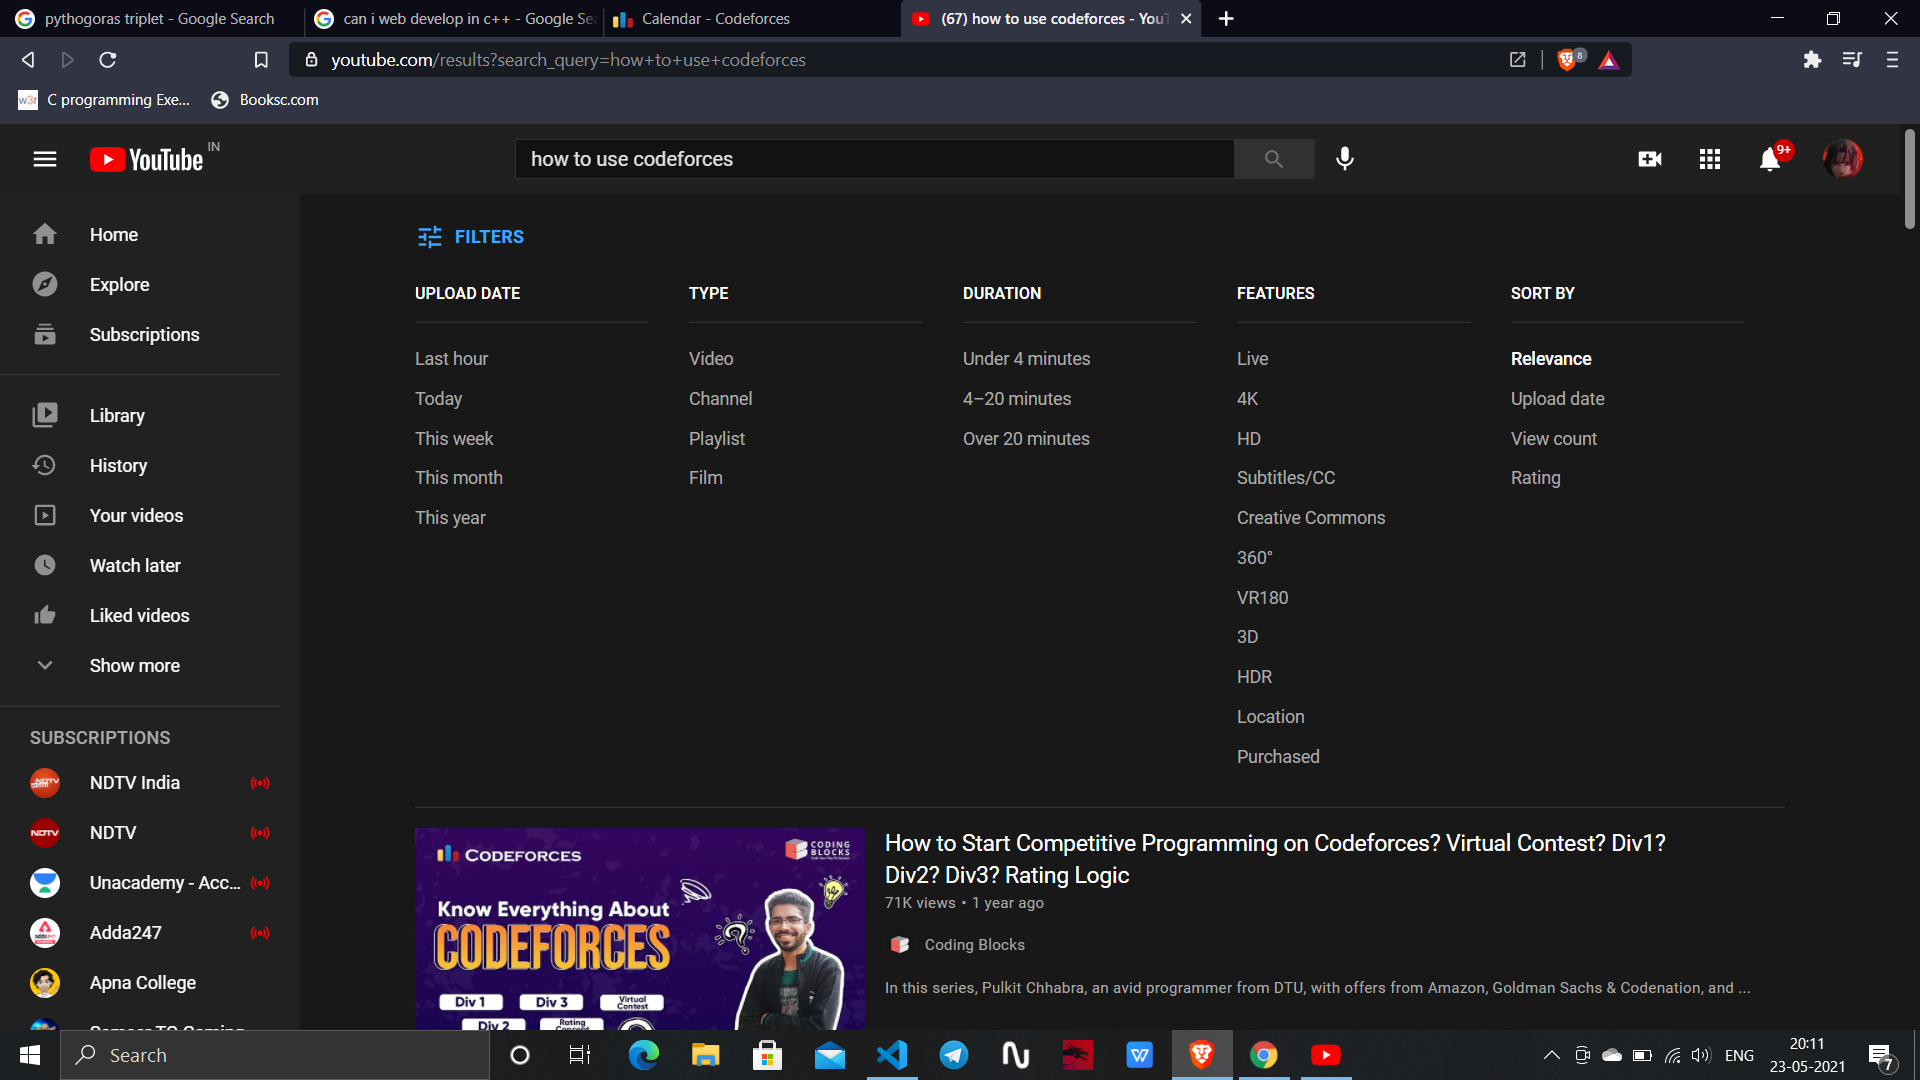 pythogoras triplet - Google Search
can i web develop in c++ - Google Se
Calendar - Codeforces
(67) how to use codeforces - YouT
youtube.com/results?search_query=how+to+use+codeforces
8
w3r C programming Exe...
Booksc.com
YouTube IN
how to use codeforces
9+
Home
Explore
Subscriptions
Library
History
Your videos
Watch later
Liked videos
Show more
SUBSCRIPTIONS
NDTV India
NDTV
Unacademy - Acc...
Adda247
Apna College
FILTERS
UPLOAD DATE
Last hour
Today
This week
This month
This year
TYPE
Video
Channel
Playlist
Film
DURATION
Under 4 minutes
4–20 minutes
Over 20 minutes
FEATURES
Live
4K
HD
Subtitles/CC
Creative Commons
360°
VR180
3D
HDR
Location
Purchased
SORT BY
Relevance
Upload date
View count
Rating
CODEFORCES
CODING
BLOCKS
Know Everything About
CODEFORCES
Div 1
Div 3
Virtual
Contest
Div 2
Rating
How to Start Competitive Programming on Codeforces? Virtual Contest? Div1?
Div2? Div3? Rating Logic
71K views • 1 year ago
Coding Blocks
In this series, Pulkit Chhabra, an avid programmer from DTU, with offers from Amazon, Goldman Sachs & Codenation, and ...
Search
ENG
20:11
23-05-2021
7